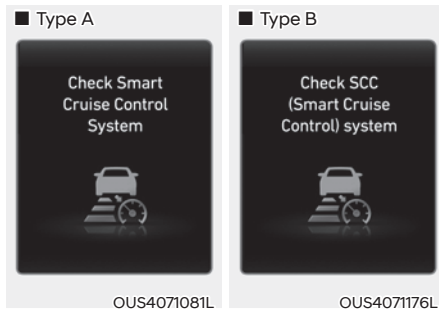 ■ Type A
Check Smart
Cruise Control
System
OUS4071081L
■ Type B
Check SCC
(Smart Cruise
Control) system
OUS4071176L